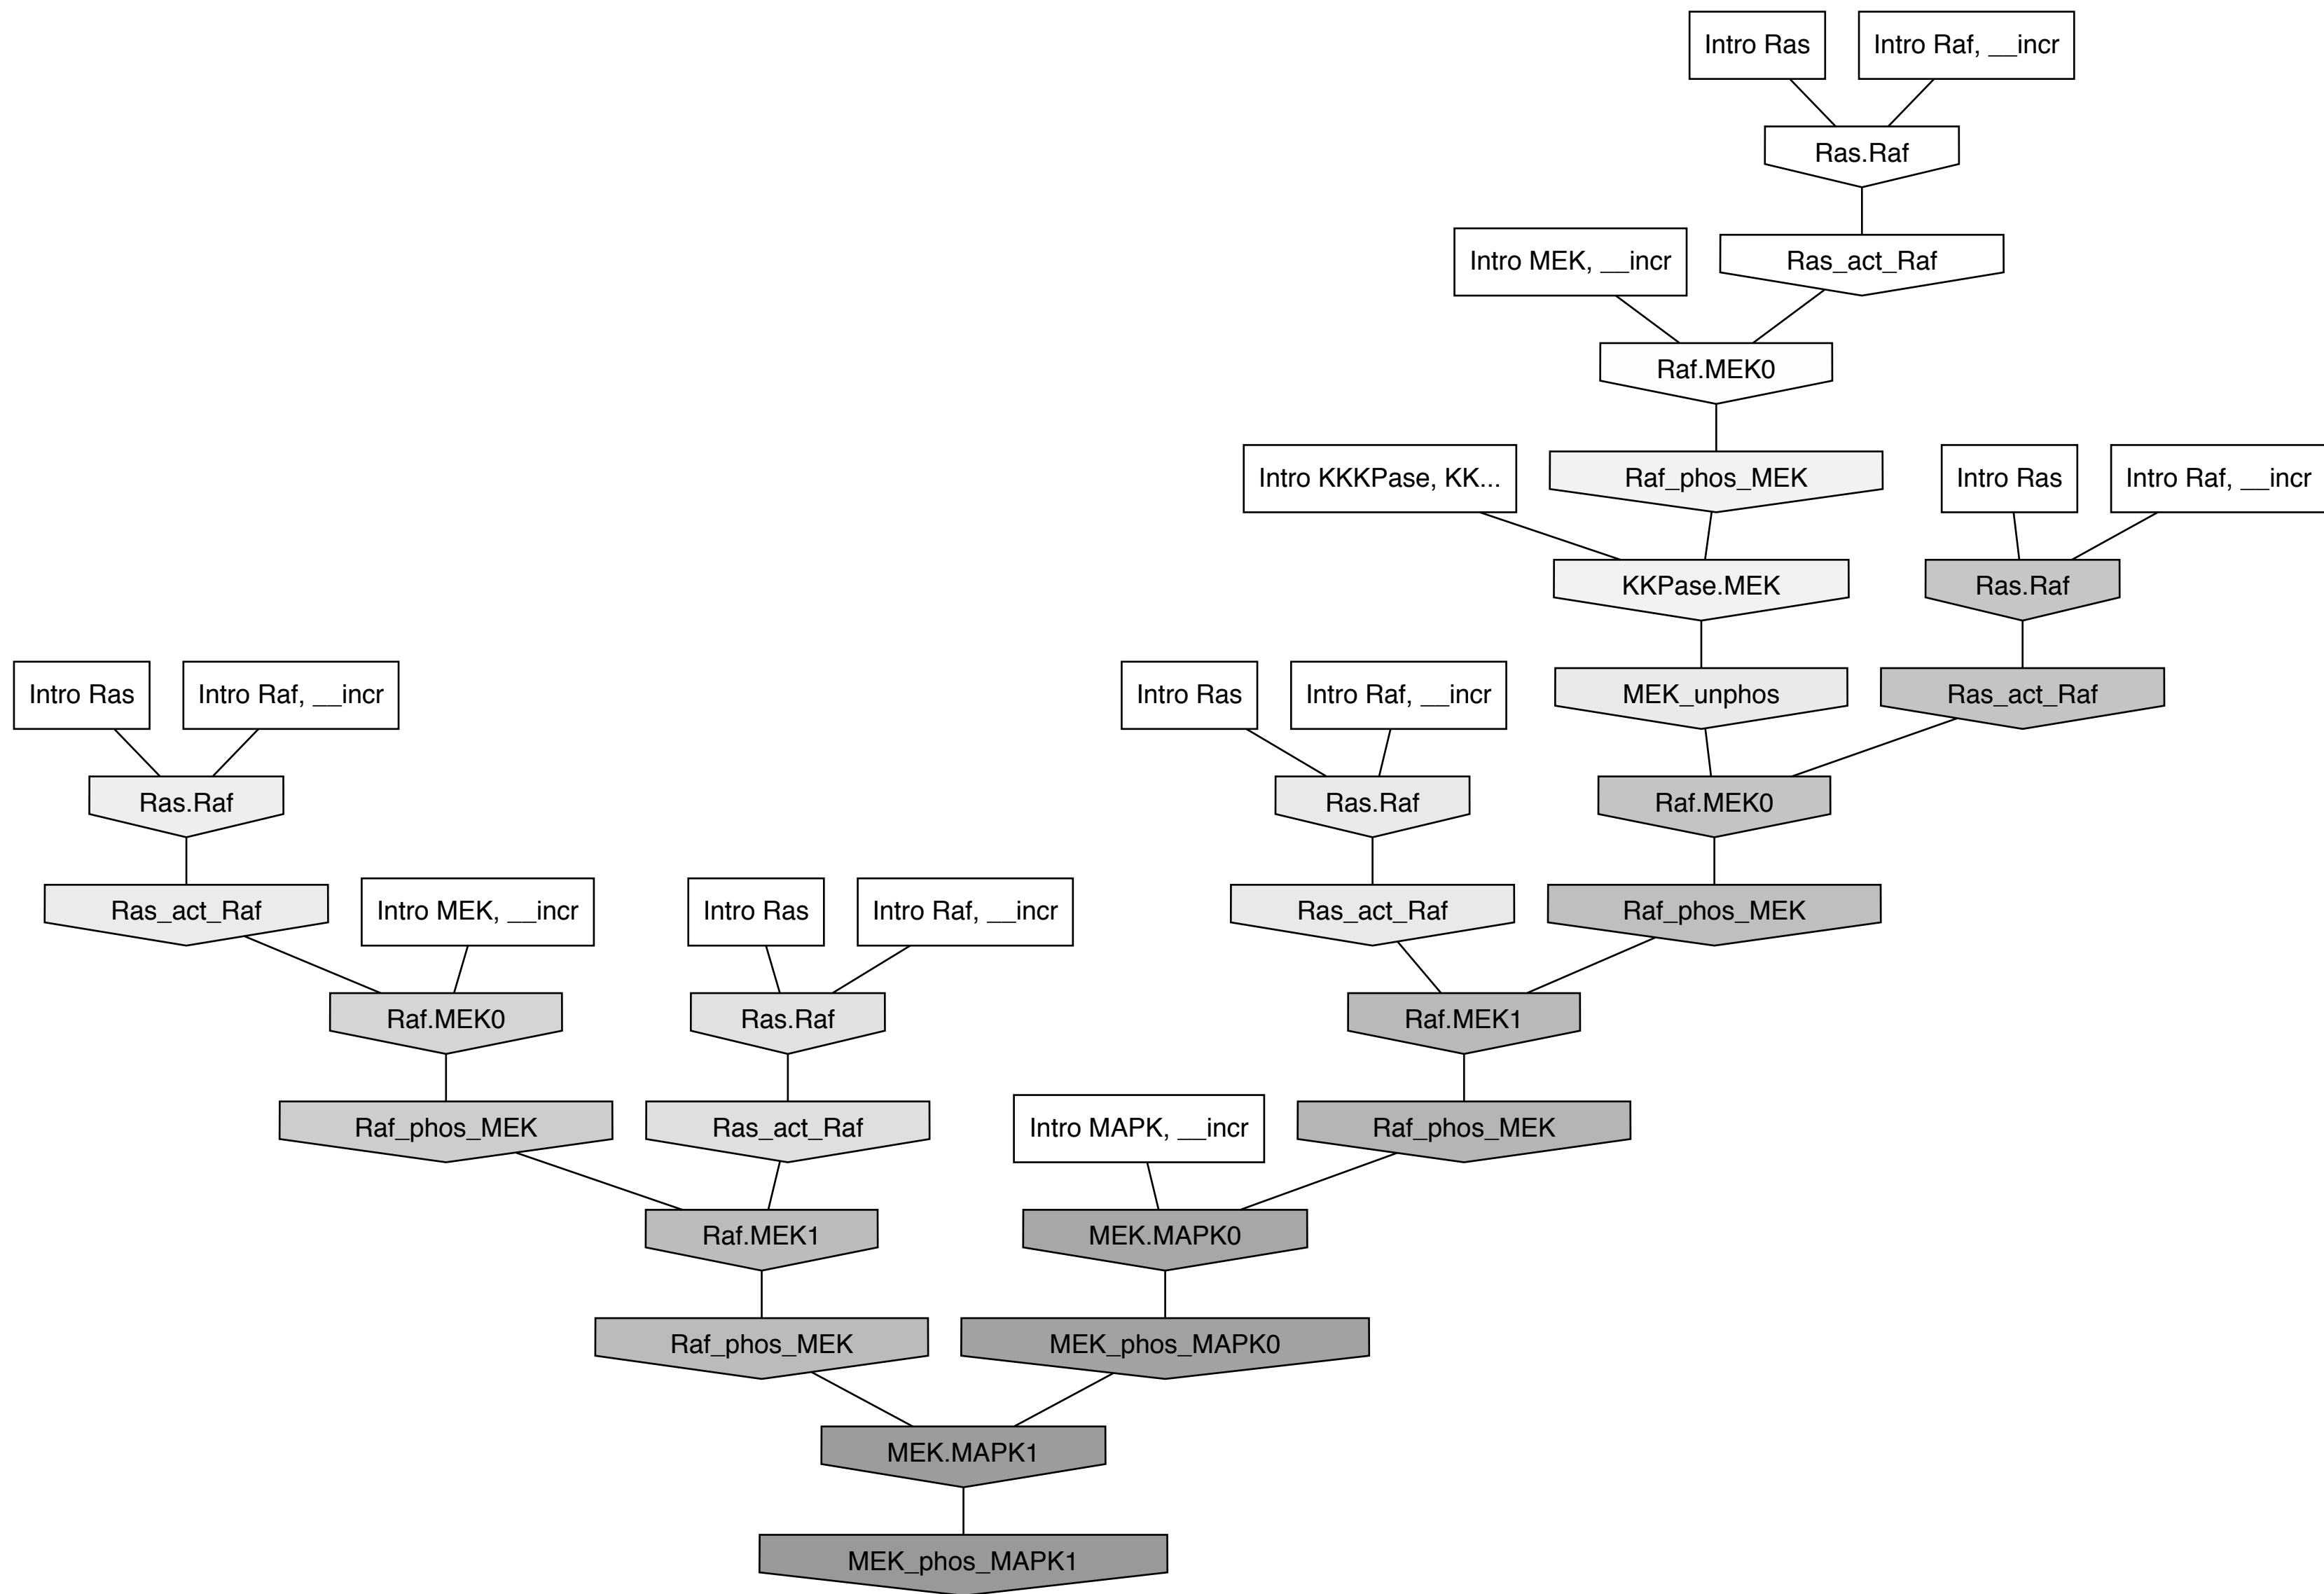 Intro Ras
Intro Raf, __incr
Ras.Raf
Intro MEK, __incr
Ras_act_Raf
Raf.MEK0
Intro KKKPase, KK...
Raf_phos_MEK
Intro Ras
Intro Raf, __incr
KKPase.MEK
Ras.Raf
Intro Ras
Intro Raf, __incr
Intro Ras
Intro Raf, __incr
MEK_unphos
Ras_act_Raf
Ras.Raf
Ras.Raf
Raf.MEK0
Ras_act_Raf
Intro MEK, __incr
Intro Ras
Intro Raf, __incr
Ras_act_Raf
Raf_phos_MEK
Raf.MEK0
Ras.Raf
Raf.MEK1
Raf_phos_MEK
Ras_act_Raf
Intro MAPK, __incr
Raf_phos_MEK
Raf.MEK1
MEK.MAPK0
Raf_phos_MEK
MEK_phos_MAPK0
MEK.MAPK1
MEK_phos_MAPK1